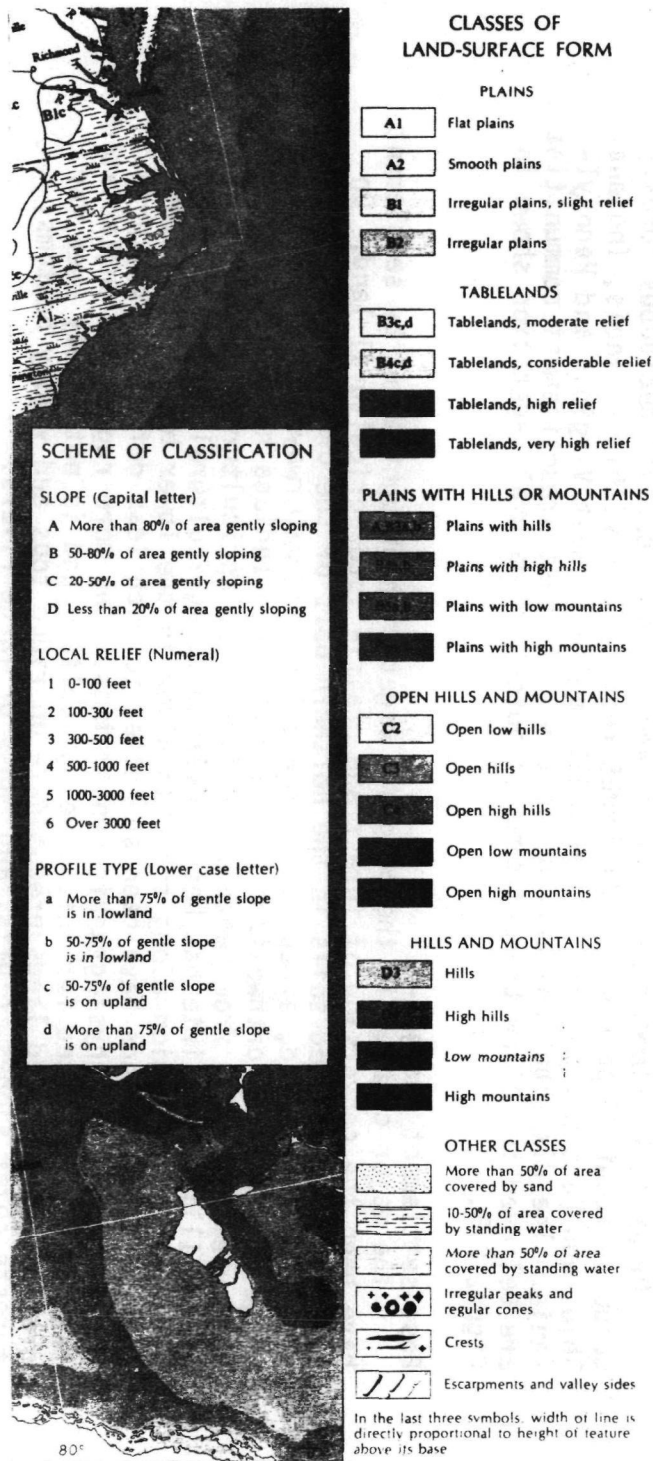 Richmond
B1c
A1
CLASSES OF
LAND-SURFACE FORM
PLAINS
A1 Flat plains
A2 Smooth plains
B1 Irregular plains, slight relief
B2 Irregular plains
TABLELANDS
B3c,d Tablelands, moderate relief
B4c,d Tablelands, considerable relief
Tablelands, high relief
Tablelands, very high relief
PLAINS WITH HILLS OR MOUNTAINS
Plains with hills
Plains with high hills
Plains with low mountains
Plains with high mountains
OPEN HILLS AND MOUNTAINS
C2 Open low hills
C3 Open hills
C4 Open high hills
Open low mountains
Open high mountains
HILLS AND MOUNTAINS
D3 Hills
High hills
Low mountains
High mountains
OTHER CLASSES
More than 50% of area
covered by sand
10-50% of area covered
by standing water
More than 50% of area
covered by standing water
Irregular peaks and
regular cones
Crests
Escarpments and valley sides
In the last three symbols, width of line is
directly proportional to height of feature
above its base
SCHEME OF CLASSIFICATION
SLOPE (Capital letter)
A More than 80% of area gently sloping
B 50-80% of area gently sloping
C 20-50% of area gently sloping
D Less than 20% of area gently sloping
LOCAL RELIEF (Numeral)
1 0-100 feet
2 100-300 feet
3 300-500 feet
4 500-1000 feet
5 1000-3000 feet
6 Over 3000 feet
PROFILE TYPE (Lower case letter)
a More than 75% of gentle slope
is in lowland
b 50-75% of gentle slope
is in lowland
c 50-75% of gentle slope
is on upland
d More than 75% of gentle slope
is on upland
80°